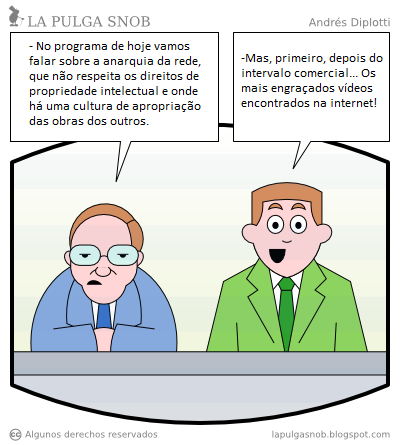 LA PULGA SNOB
Andrés Diplotti
- No programa de hoje vamos
falar sobre a anarquia da rede,
que não respeita os direitos de
propriedade intelectual e onde
há uma cultura de apropriação
das obras dos outros.
-Mas, primeiro, depois do
intervalo comercial... Os
mais engraçados vídeos
encontrados na internet!
cc Algunos derechos reservados
lapulgasnob.blogspot.com